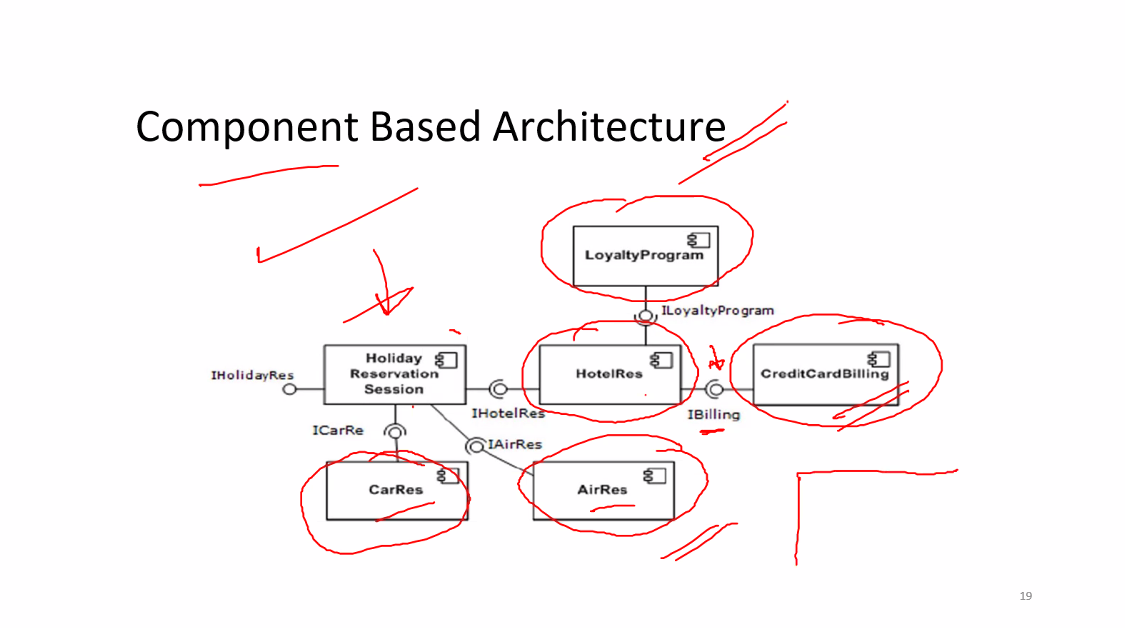 Component Based Architecture
LoyaltyProgram
ILoyaltyProgram
IHolidayRes
Holiday
Reservation
Session
IHotelRes
HotelRes
IBilling
CreditCardBilling
ICarRe
IAirRes
CarRes
AirRes
19